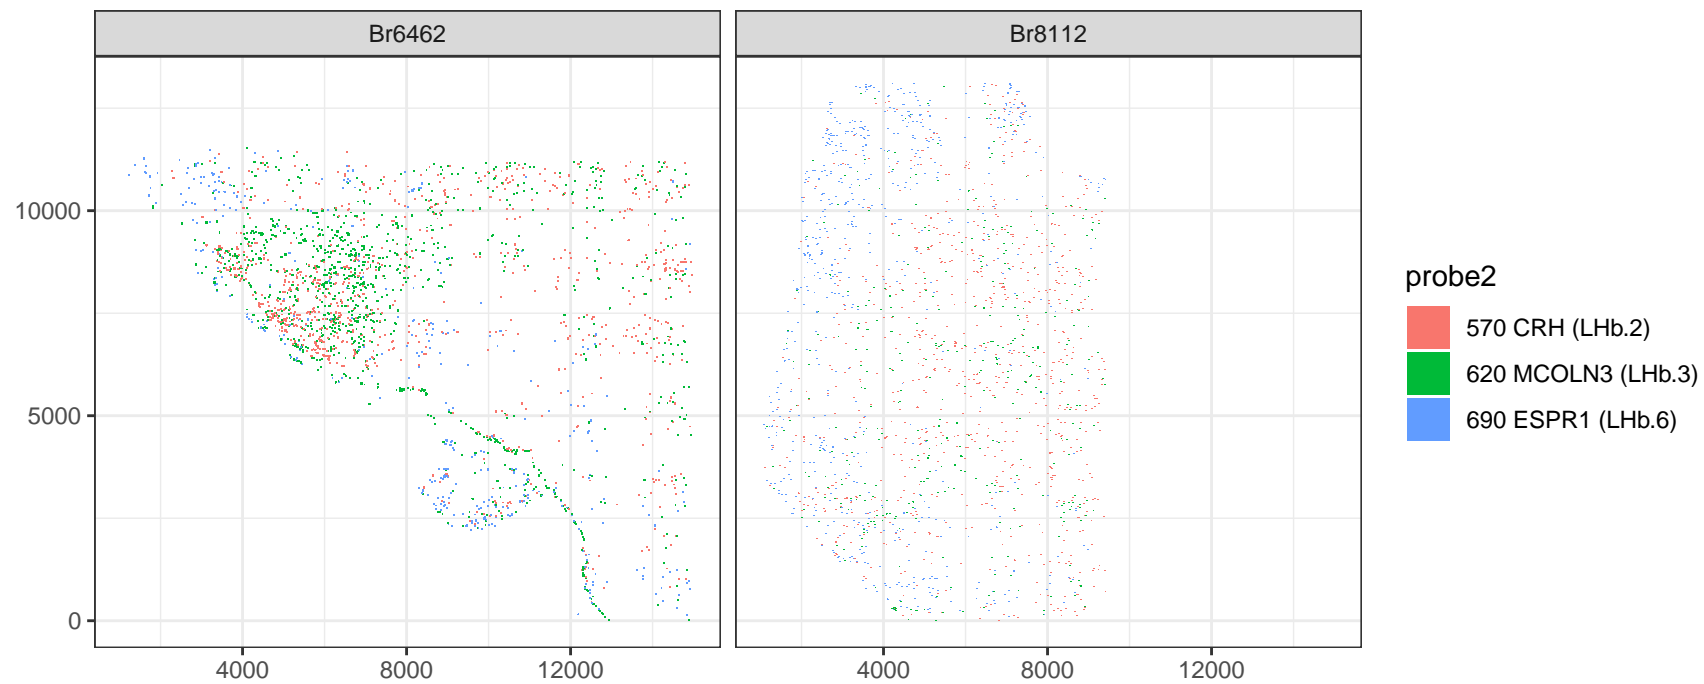 Br6462
Br8112
10000
5000
0
4000 8000 12000
4000 8000 12000
probe2
570 CRH (LHb.2)
620 MCOLN3 (LHb.3)
690 ESPR1 (LHb.6)